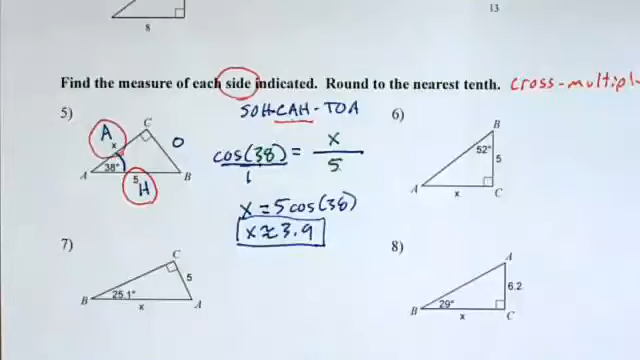 8
13
Find the measure of each side indicated. Round to the nearest tenth. cross-multipl
5)
SOH-CAH-TOA
6)
C
A
x
O
38°
A
5
H
B
cos(38) = x
1 5
x = 5cos(38)
x ≈ 3.9
B
52°
5
A
x
C
7)
C
5
25.1°
B
x
A
8)
A
6.2
29°
B
x
C